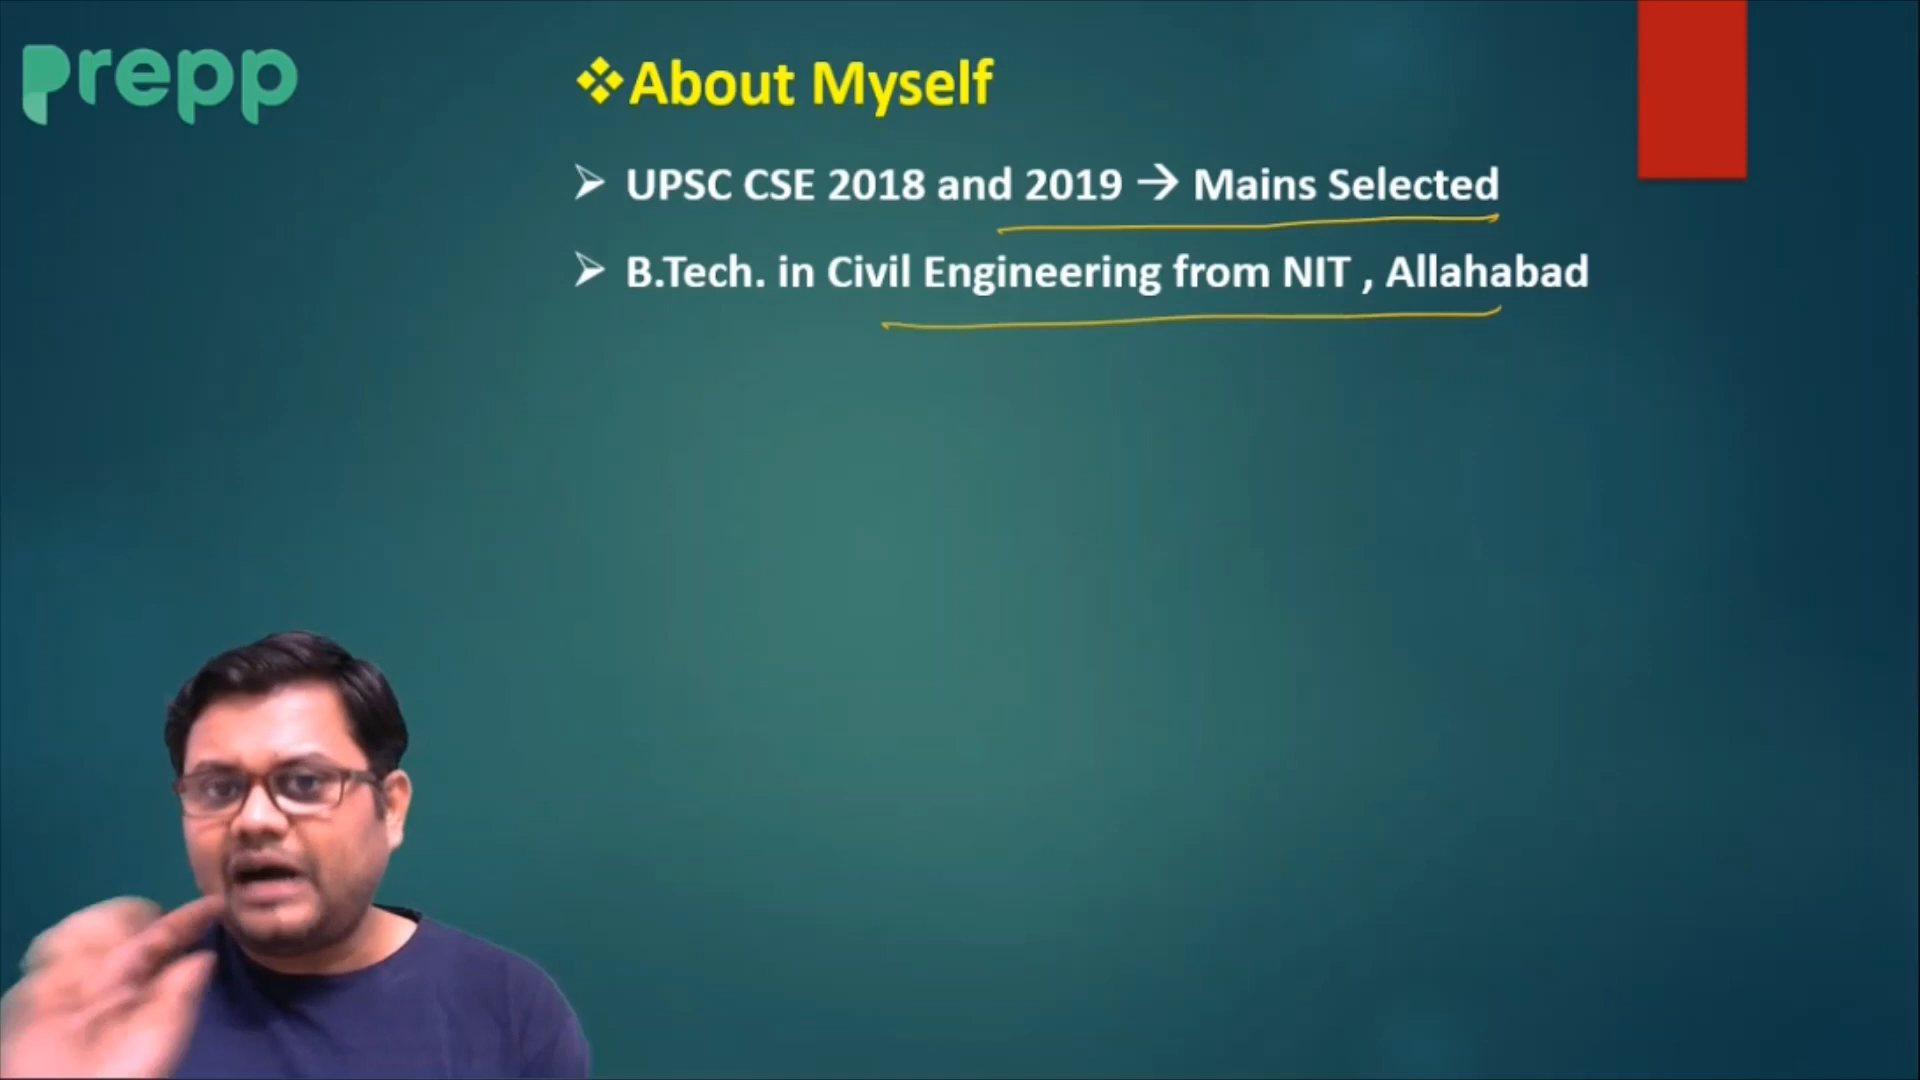 prepp
❖About Myself
➢ UPSC CSE 2018 and 2019 → Mains Selected
➢ B.Tech. in Civil Engineering from NIT , Allahabad